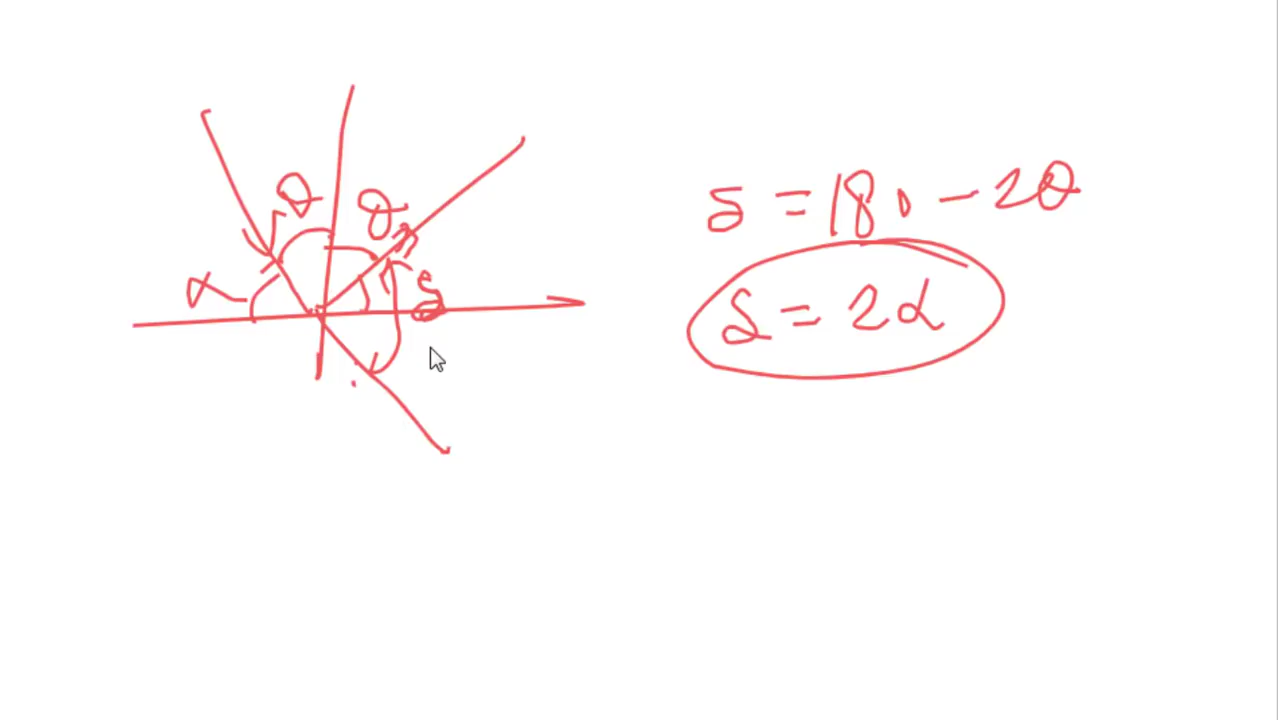 θ θ
α δ
δ = 180 - 2θ
δ = 2α